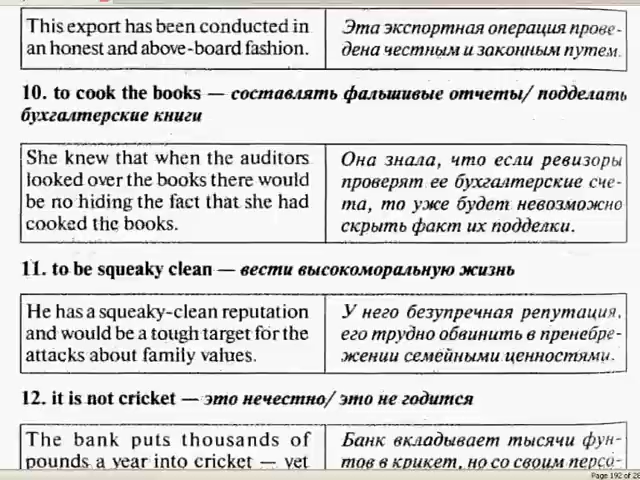 This export has been conducted in
an honest and above-board fashion.
Эта экспортная операция прове-
дена честным и законным путем.
10. to cook the books — составлять фальшивые отчеты/ подделать
бухгалтерские книги
She knew that when the auditors
looked over the books there would
be no hiding the fact that she had
cooked the books.
Она знала, что если ревизоры
проверят ее бухгалтерские сче-
та, то уже будет невозможно
скрыть факт их подделки.
11. to be squeaky clean — вести высокоморальную жизнь
He has a squeaky-clean reputation
and would be a tough target for the
attacks about family values.
У него безупречная репутация,
его трудно обвинить в пренебре-
жении семейными ценностями.
12. it is not cricket — это нечестно/ это не годится
The bank puts thousands of
pounds a year into cricket — yet
Банк вкладывает тысячи фун-
тов в крикет, но со своим персо-
Page 192 of 28